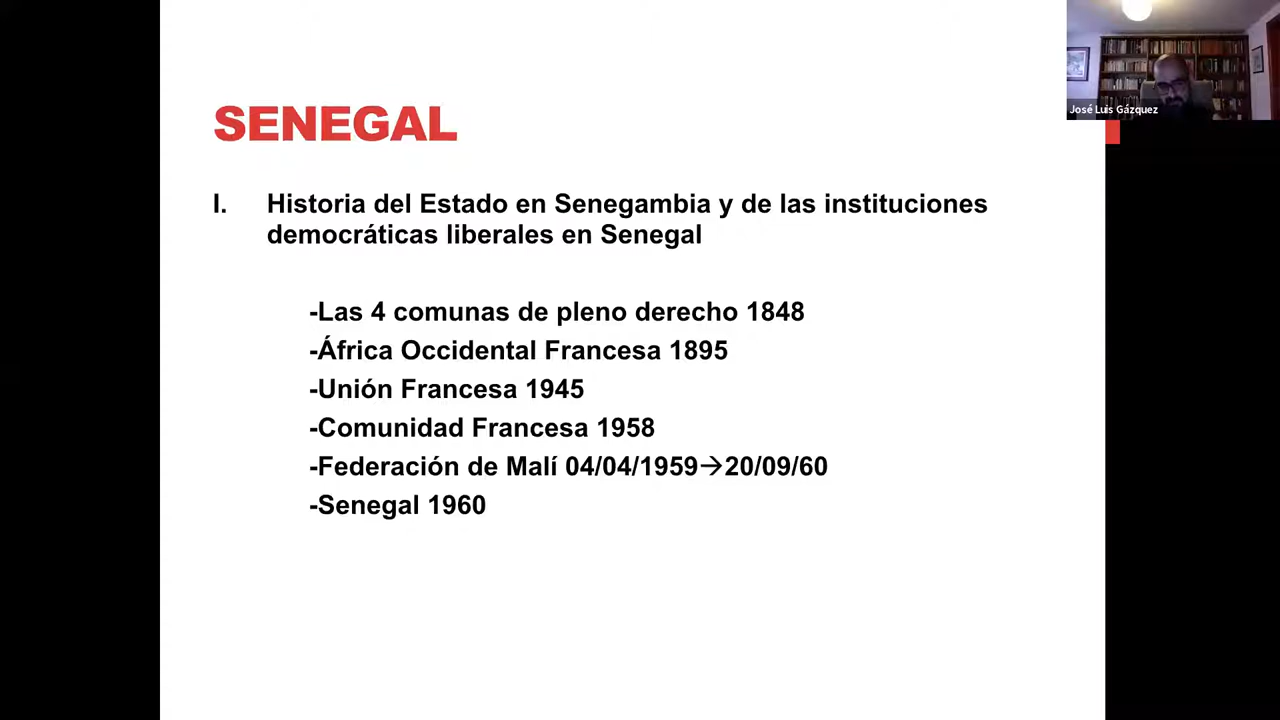 SENEGAL
José Luis Gázquez
I. Historia del Estado en Senegambia y de las instituciones
democráticas liberales en Senegal
-Las 4 comunas de pleno derecho 1848
-África Occidental Francesa 1895
-Unión Francesa 1945
-Comunidad Francesa 1958
-Federación de Malí 04/04/1959→20/09/60
-Senegal 1960